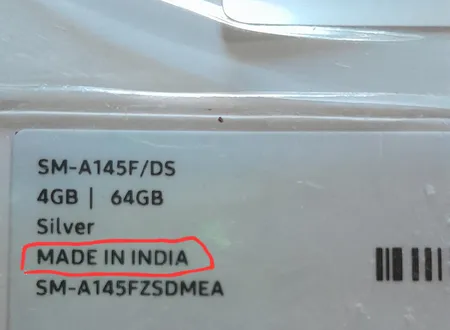 SM-A145F/DS
4GB | 64GB
Silver
MADE IN INDIA
SM-A145FZSDMEA